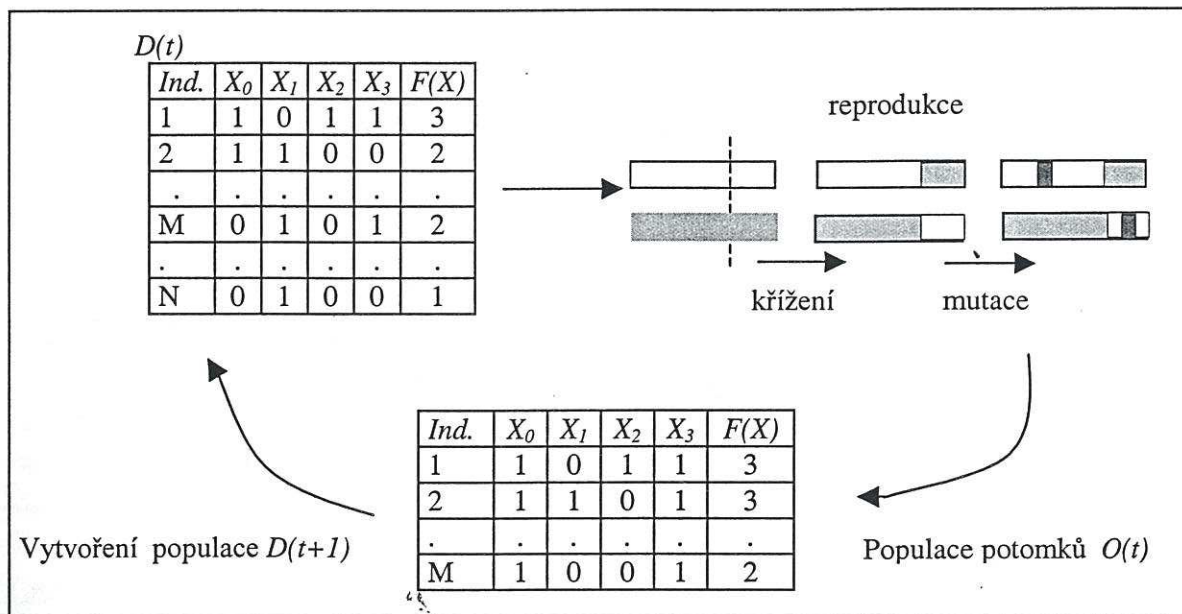 D(t)
Ind. X0 X1 X2 X3 F(X)
1 1 0 1 1 3
2 1 1 0 0 2
. . . . . .
M 0 1 0 1 2
. . . . . .
N 0 1 0 0 1
reprodukce
křížení mutace
Ind. X0 X1 X2 X3 F(X)
1 1 0 1 1 3
2 1 1 0 1 3
. . . . . .
M 1 0 0 1 2
Vytvoření populace D(t+1)
Populace potomků O(t)